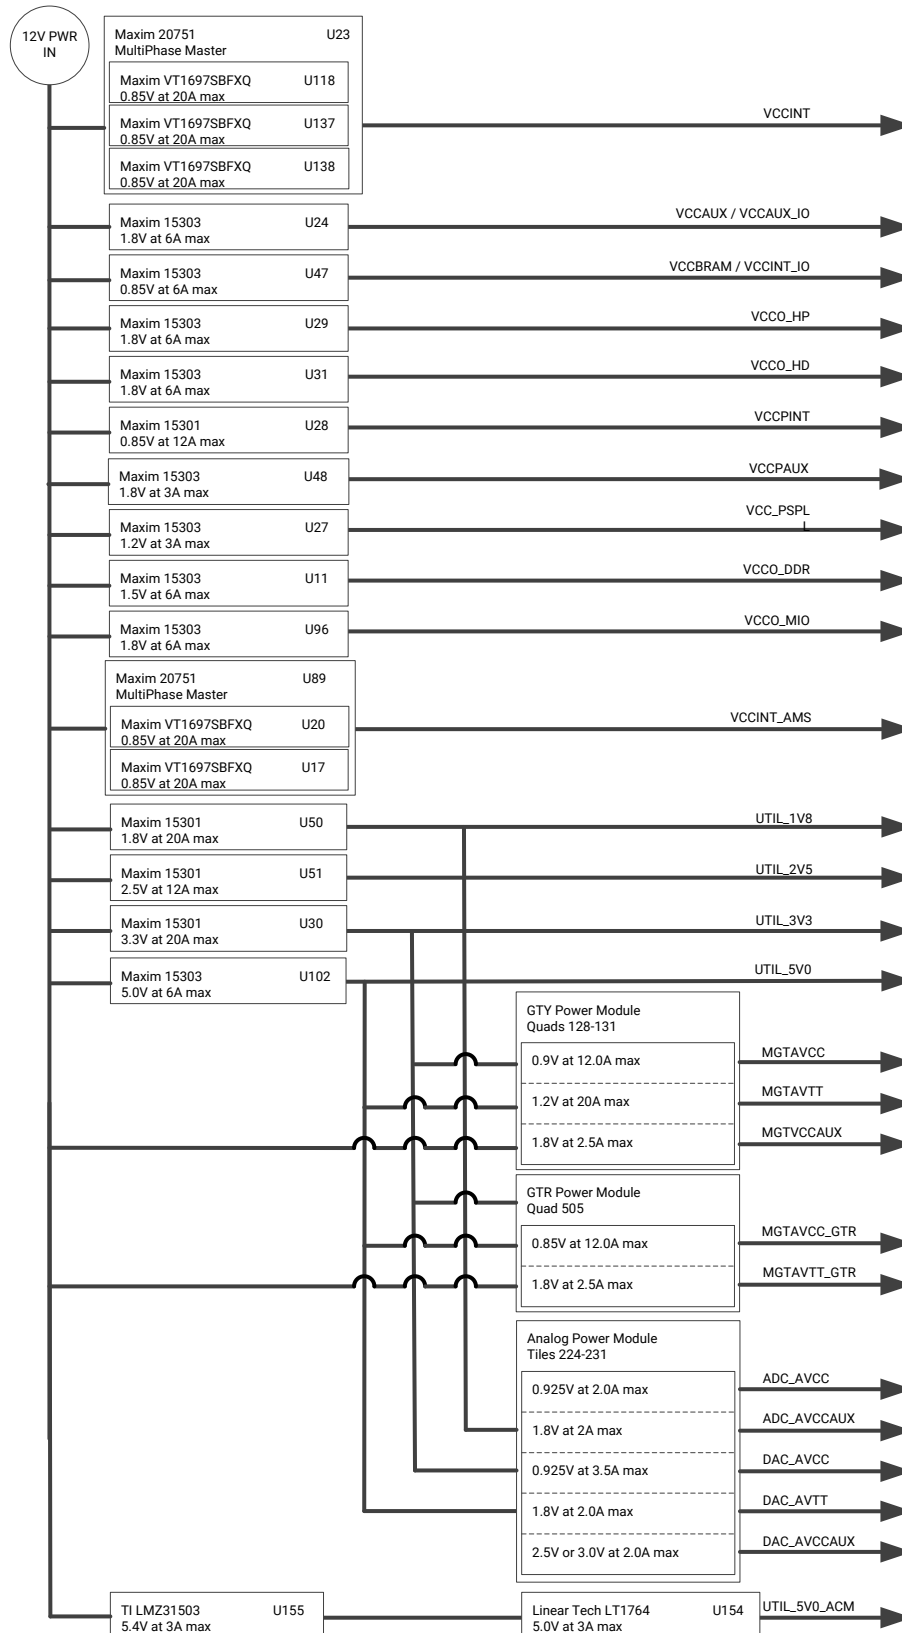 12V PWR
IN
Maxim 20751 U23
MultiPhase Master
Maxim VT1697SBFXQ U118
0.85V at 20A max
Maxim VT1697SBFXQ U137
0.85V at 20A max
Maxim VT1697SBFXQ U138
0.85V at 20A max
VCCINT
Maxim 15303 U24
1.8V at 6A max
VCCAUX / VCCAUX_IO
Maxim 15303 U47
0.85V at 6A max
VCCBRAM / VCCINT_IO
Maxim 15303 U29
1.8V at 6A max
VCCO_HP
Maxim 15303 U31
1.8V at 6A max
VCCO_HD
Maxim 15301 U28
0.85V at 12A max
VCCPINT
Maxim 15303 U48
1.8V at 3A max
VCCPAUX
Maxim 15303 U27
1.2V at 3A max
VCC_PSPL
L
Maxim 15303 U11
1.5V at 6A max
VCCO_DDR
Maxim 15303 U96
1.8V at 6A max
VCCO_MIO
Maxim 20751 U89
MultiPhase Master
Maxim VT1697SBFXQ U20
0.85V at 20A max
Maxim VT1697SBFXQ U17
0.85V at 20A max
VCCINT_AMS
Maxim 15301 U50
1.8V at 20A max
UTIL_1V8
Maxim 15301 U51
2.5V at 12A max
UTIL_2V5
Maxim 15301 U30
3.3V at 20A max
UTIL_3V3
Maxim 15303 U102
5.0V at 6A max
UTIL_5V0
GTY Power Module
Quads 128-131
0.9V at 12.0A max
MGTAVCC
1.2V at 20A max
MGTAVTT
1.8V at 2.5A max
MGTVCCAUX
GTR Power Module
Quad 505
0.85V at 12.0A max
MGTAVCC_GTR
1.8V at 2.5A max
MGTAVTT_GTR
Analog Power Module
Tiles 224-231
0.925V at 2.0A max
ADC_AVCC
1.8V at 2A max
ADC_AVCCAUX
0.925V at 3.5A max
DAC_AVCC
1.8V at 2.0A max
DAC_AVTT
2.5V or 3.0V at 2.0A max
DAC_AVCCAUX
TI LMZ31503 U155
5.4V at 3A max
Linear Tech LT1764 U154
5.0V at 3A max
UTIL_5V0_ACM